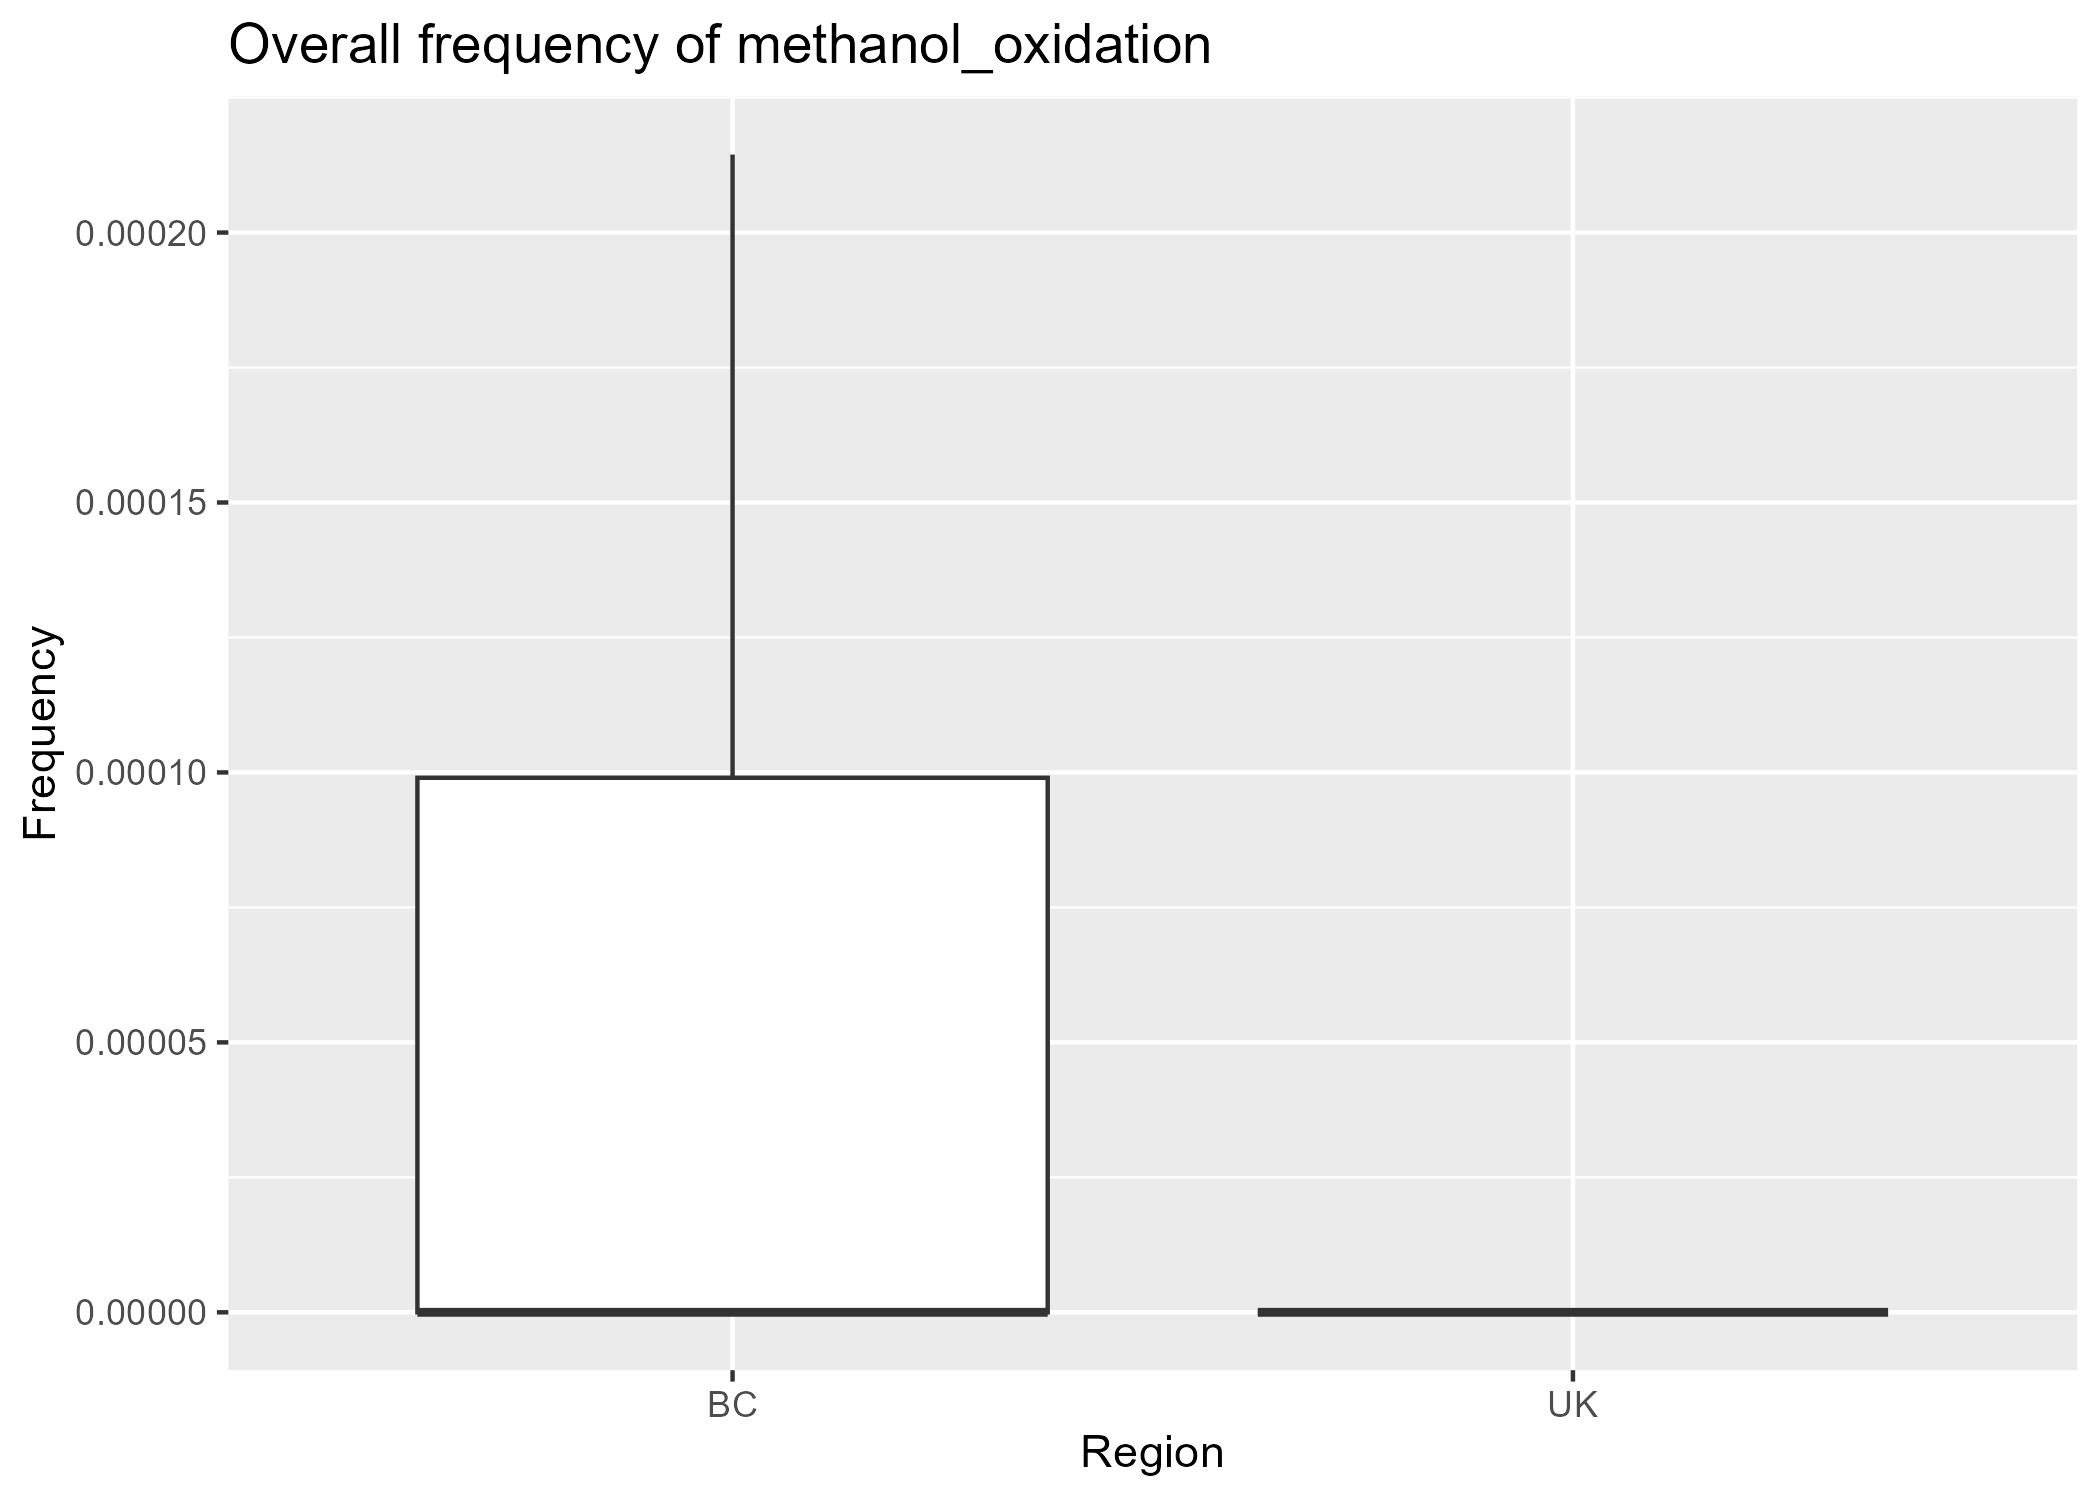 Overall frequency of methanol_oxidation
Frequency
0.00020
0.00015
0.00010
0.00005
0.00000
BC
UK
Region